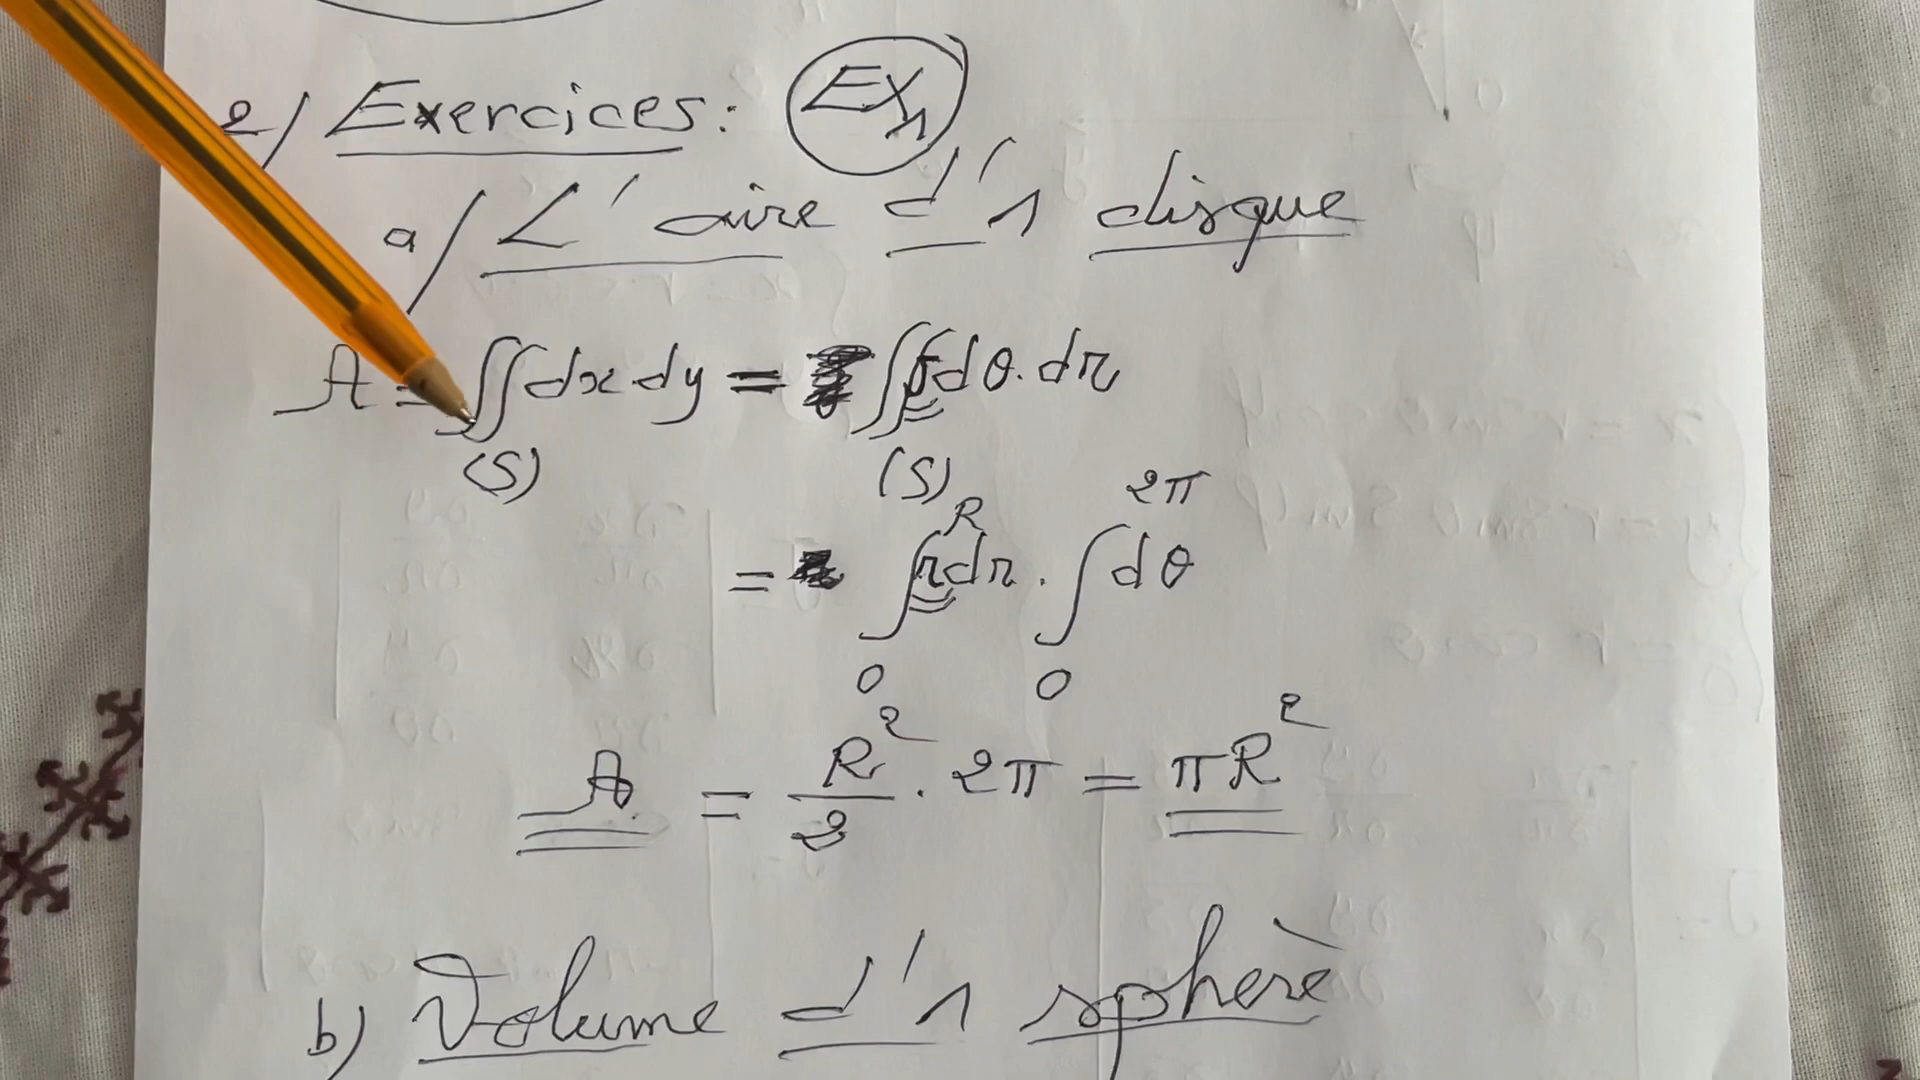 2/ Exercices: EX1
a/ L'aire d'1 disque
A = ∬(S) dx.dy = ∬(S) r dθ.dr
= ∫₀ᴿ r dr . ∫₀^2π dθ
A = R²/2 . 2π = πR²
b) Volume d'1 sphère